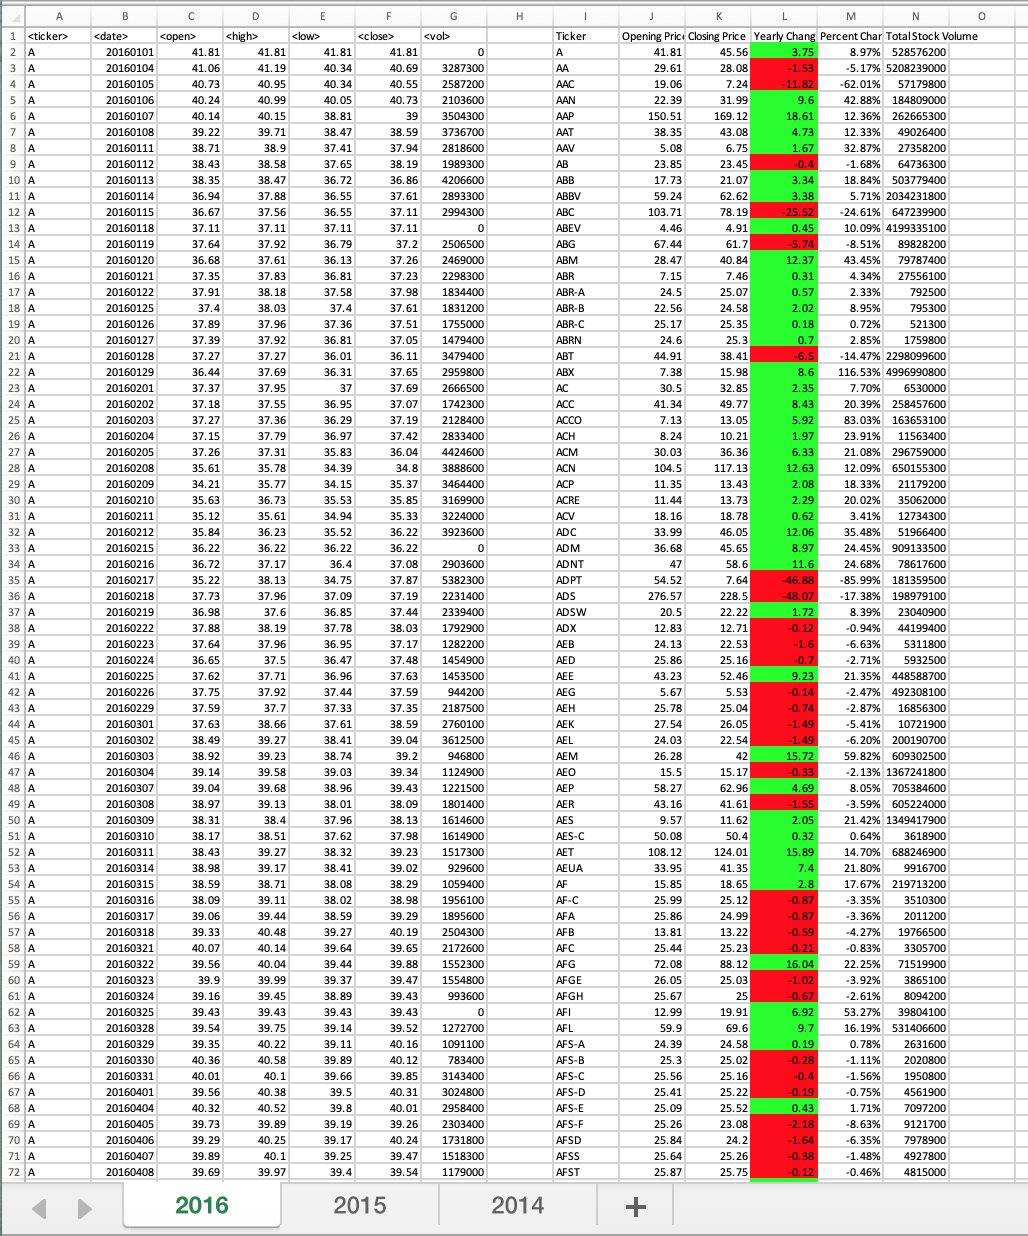 A B C D E F G H I J K L M N O
1 <ticker> <date> <open> <high> <low> <close> <vol> Ticker Opening Pric Closing Price Yearly Chang Percent Char Total Stock Volume
2 A 20160101 41.81 41.81 41.81 41.81 0 A 41.81 45.56 3.75 8.97% 528576200
3 A 20160104 41.06 41.19 40.34 40.69 3287300 AA 29.61 28.08 -1.53 -5.17% 5208239000
4 A 20160105 40.73 40.95 40.34 40.55 2587200 AAC 19.06 7.24 -11.82 -62.01% 57179800
5 A 20160106 40.24 40.99 40.05 40.73 2103600 AAN 22.39 31.99 9.6 42.88% 184809000
6 A 20160107 40.14 40.15 38.81 39 3504300 AAP 150.51 169.12 18.61 12.36% 262665300
7 A 20160108 39.22 39.71 38.47 38.59 3736700 AAT 38.35 43.08 4.73 12.33% 49026400
8 A 20160111 38.71 38.9 37.41 37.94 2818600 AAV 5.08 6.75 1.67 32.87% 27358200
9 A 20160112 38.43 38.58 37.65 38.19 1989300 AB 23.85 23.45 -0.4 -1.68% 64736300
10 A 20160113 38.35 38.47 36.72 36.86 4206600 ABB 17.73 21.07 3.34 18.84% 503779400
11 A 20160114 36.94 37.88 36.55 37.61 2893300 ABBV 59.24 62.62 3.38 5.71% 2034231800
12 A 20160115 36.67 37.56 36.55 37.11 2994300 ABC 103.71 78.19 -25.52 -24.61% 647239900
13 A 20160118 37.11 37.11 37.11 37.11 0 ABEV 4.46 4.91 0.45 10.09% 4199335100
14 A 20160119 37.64 37.92 36.79 37.2 2506500 ABG 67.44 61.7 -5.74 -8.51% 89828200
15 A 20160120 36.68 37.61 36.13 37.26 2469000 ABM 28.47 40.84 12.37 43.45% 79787400
16 A 20160121 37.35 37.83 36.81 37.23 2298300 ABR 7.15 7.46 0.31 4.34% 27556100
17 A 20160122 37.91 38.18 37.58 37.98 1834400 ABR-A 24.5 25.07 0.57 2.33% 792500
18 A 20160125 37.4 38.03 37.4 37.61 1831200 ABR-B 22.56 24.58 2.02 8.95% 795300
19 A 20160126 37.89 37.96 37.36 37.51 1755000 ABR-C 25.17 25.35 0.18 0.72% 521300
20 A 20160127 37.39 37.92 36.81 37.05 1479400 ABRN 24.6 25.3 0.7 2.85% 1759800
21 A 20160128 37.27 37.27 36.01 36.11 3479400 ABT 44.91 38.41 -6.5 -14.47% 2298099600
22 A 20160129 36.44 37.69 36.31 37.65 2959800 ABX 7.38 15.98 8.6 116.53% 4996990800
23 A 20160201 37.37 37.95 37 37.69 2666500 AC 30.5 32.85 2.35 7.70% 6530000
24 A 20160202 37.18 37.55 36.95 37.07 1742300 ACC 41.34 49.77 8.43 20.39% 258457600
25 A 20160203 37.27 37.36 36.29 37.19 2128400 ACCO 7.13 13.05 5.92 83.03% 163653100
26 A 20160204 37.15 37.79 36.97 37.42 2833400 ACH 8.24 10.21 1.97 23.91% 11563400
27 A 20160205 37.26 37.31 35.83 36.04 4424600 ACM 30.03 36.36 6.33 21.08% 296759000
28 A 20160208 35.61 35.78 34.39 34.8 3888600 ACN 104.5 117.13 12.63 12.09% 650155300
29 A 20160209 34.21 35.77 34.15 35.37 3464400 ACP 11.35 13.43 2.08 18.33% 21179200
30 A 20160210 35.63 36.73 35.53 35.85 3169900 ACRE 11.44 13.73 2.29 20.02% 35062000
31 A 20160211 35.12 35.61 34.94 35.33 3224000 ACV 18.16 18.78 0.62 3.41% 12734300
32 A 20160212 35.84 36.23 35.52 36.22 3923600 ADC 33.99 46.05 12.06 35.48% 51966400
33 A 20160215 36.22 36.22 36.22 36.22 0 ADM 36.68 45.65 8.97 24.45% 909133500
34 A 20160216 36.72 37.17 36.4 37.08 2903600 ADNT 47 58.6 11.6 24.68% 78617600
35 A 20160217 35.22 38.13 34.75 37.87 5382300 ADPT 54.52 7.64 -46.88 -85.99% 181359500
36 A 20160218 37.73 37.96 37.09 37.19 2231400 ADS 276.57 228.5 -48.07 -17.38% 198979100
37 A 20160219 36.98 37.6 36.85 37.44 2339400 ADSW 20.5 22.22 1.72 8.39% 23040900
38 A 20160222 37.88 38.19 37.78 38.03 1792900 ADX 12.83 12.71 -0.12 -0.94% 44199400
39 A 20160223 37.64 37.96 36.95 37.17 1282200 AEB 24.13 22.53 -1.6 -6.63% 5311800
40 A 20160224 36.65 37.5 36.47 37.48 1454900 AED 25.86 25.16 -0.7 -2.71% 5932500
41 A 20160225 37.62 37.71 36.96 37.63 1453500 AEE 43.23 52.46 9.23 21.35% 448588700
42 A 20160226 37.75 37.92 37.44 37.59 944200 AEG 5.67 5.53 -0.14 -2.47% 492308100
43 A 20160229 37.59 37.7 37.33 37.35 2187500 AEH 25.78 25.04 -0.74 -2.87% 16856300
44 A 20160301 37.63 38.66 37.61 38.59 2760100 AEK 27.54 26.05 -1.49 -5.41% 10721900
45 A 20160302 38.49 39.27 38.41 39.04 3612500 AEL 24.03 22.54 -1.49 -6.20% 200190700
46 A 20160303 38.92 39.23 38.74 39.2 946800 AEM 26.28 42 15.72 59.82% 609302500
47 A 20160304 39.14 39.58 39.03 39.34 1124900 AEO 15.5 15.17 -0.33 -2.13% 1367241800
48 A 20160307 39.04 39.68 38.96 39.43 1221500 AEP 58.27 62.96 4.69 8.05% 705384600
49 A 20160308 38.97 39.13 38.01 38.09 1801400 AER 43.16 41.61 -1.55 -3.59% 605224000
50 A 20160309 38.31 38.4 37.96 38.13 1614600 AES 9.57 11.62 2.05 21.42% 1349417900
51 A 20160310 38.17 38.51 37.62 37.98 1614900 AES-C 50.08 50.4 0.32 0.64% 3618900
52 A 20160311 38.43 39.27 38.32 39.23 1517300 AET 108.12 124.01 15.89 14.70% 688246900
53 A 20160314 38.98 39.17 38.41 39.02 929600 AEUA 33.95 41.35 7.4 21.80% 9916700
54 A 20160315 38.59 38.71 38.08 38.29 1059400 AF 15.85 18.65 2.8 17.67% 219713200
55 A 20160316 38.09 39.11 38.02 38.98 1956100 AF-C 25.99 25.12 -0.87 -3.35% 3510300
56 A 20160317 39.06 39.44 38.59 39.29 1895600 AFA 25.86 24.99 -0.87 -3.36% 2011200
57 A 20160318 39.33 40.48 39.27 40.19 2504300 AFB 13.81 13.22 -0.59 -4.27% 19766500
58 A 20160321 40.07 40.14 39.64 39.65 2172600 AFC 25.44 25.23 -0.21 -0.83% 3305700
59 A 20160322 39.56 40.04 39.44 39.88 1552300 AFG 72.08 88.12 16.04 22.25% 71519900
60 A 20160323 39.9 39.99 39.37 39.47 1554800 AFGE 26.05 25.03 -1.02 -3.92% 3865100
61 A 20160324 39.16 39.45 38.89 39.43 993600 AFGH 25.67 25 -0.67 -2.61% 8094200
62 A 20160325 39.43 39.43 39.43 39.43 0 AFI 12.99 19.91 6.92 53.27% 39804100
63 A 20160328 39.54 39.75 39.14 39.52 1272700 AFL 59.9 69.6 9.7 16.19% 531406600
64 A 20160329 39.35 40.22 39.11 40.16 1091100 AFS-A 24.39 24.58 0.19 0.78% 2631600
65 A 20160330 40.36 40.58 39.89 40.12 783400 AFS-B 25.3 25.02 -0.28 -1.11% 2020800
66 A 20160331 40.01 40.1 39.66 39.85 3143400 AFS-C 25.56 25.16 -0.4 -1.56% 1950800
67 A 20160401 39.56 40.38 39.5 40.31 3024800 AFS-D 25.41 25.22 -0.19 -0.75% 4561900
68 A 20160404 40.32 40.52 39.8 40.01 2958400 AFS-E 25.09 25.52 0.43 1.71% 7097200
69 A 20160405 39.73 39.89 39.19 39.26 2303400 AFS-F 25.26 23.08 -2.18 -8.63% 9121700
70 A 20160406 39.29 40.25 39.17 40.24 1731800 AFSD 25.84 24.2 -1.64 -6.35% 7978900
71 A 20160407 39.89 40.1 39.25 39.47 1518300 AFSS 25.64 25.26 -0.38 -1.48% 4927800
72 A 20160408 39.69 39.97 39.4 39.54 1179000 AFST 25.87 25.75 -0.12 -0.46% 4815000
2016 2015 2014 +